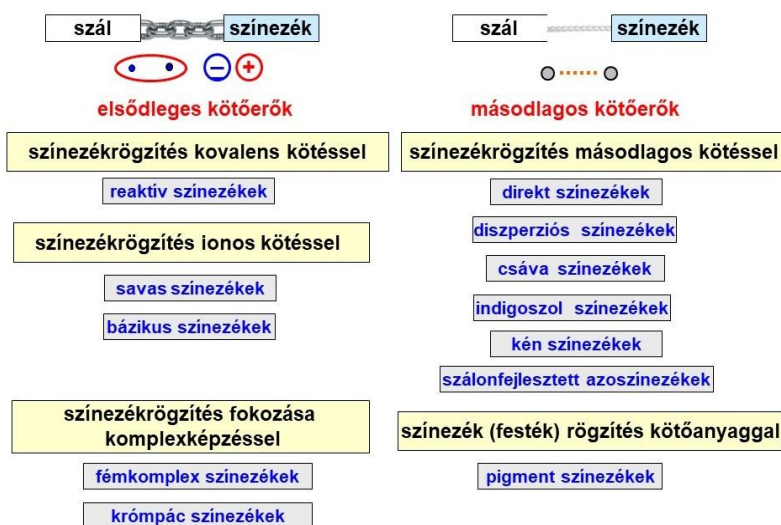 szál
színezék
elsődleges kötőerők
színezékrögzítés kovalens kötéssel
reaktív színezékek
színezékrögzítés ionos kötéssel
savas színezékek
bázikus színezékek
színezékrögzítés fokozása
komplexképzéssel
fémkomplex színezékek
krómpác színezékek
szál
színezék
másodlagos kötőerők
színezékrögzítés másodlagos kötéssel
direkt színezékek
diszperziós színezékek
csáva színezékek
indigoszol színezékek
kén színezékek
szálonfejlesztett azoszínezékek
színezék (festék) rögzítés kötőanyaggal
pigment színezékek